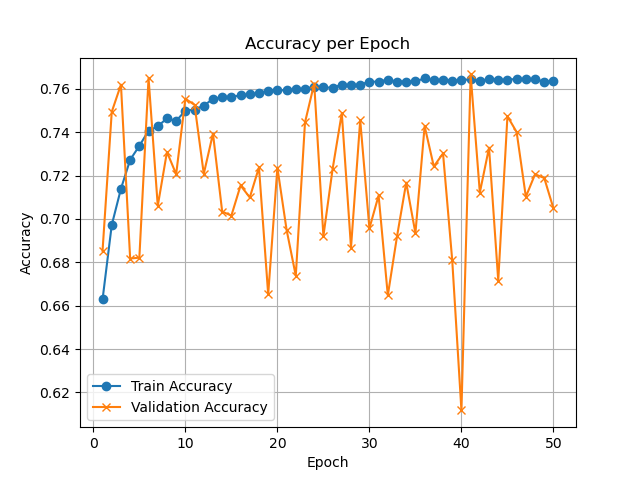 Accuracy per Epoch
0.76
0.74
0.72
0.70
0.68
0.66
0.64
0.62
Accuracy
Train Accuracy
Validation Accuracy
0 10 20 30 40 50
Epoch